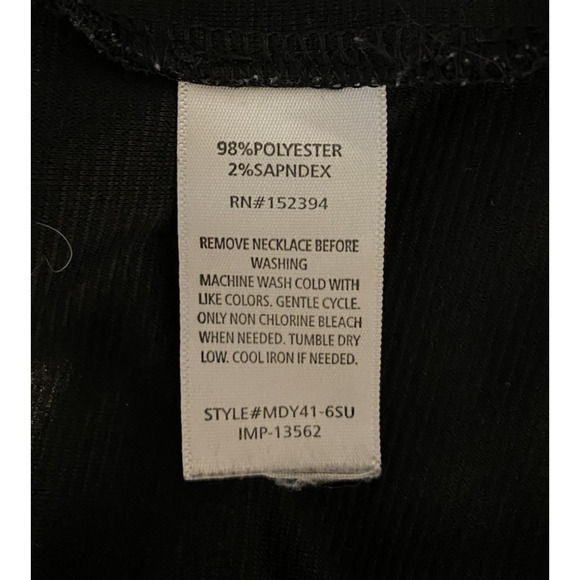 98%POLYESTER
2%SAPNDEX
RN#152394
REMOVE NECKLACE BEFORE
WASHING
MACHINE WASH COLD WITH
LIKE COLORS. GENTLE CYCLE.
ONLY NON CHLORINE BLEACH
WHEN NEEDED. TUMBLE DRY
LOW. COOL IRON IF NEEDED.
STYLE#MDY41-6SU
IMP-13562